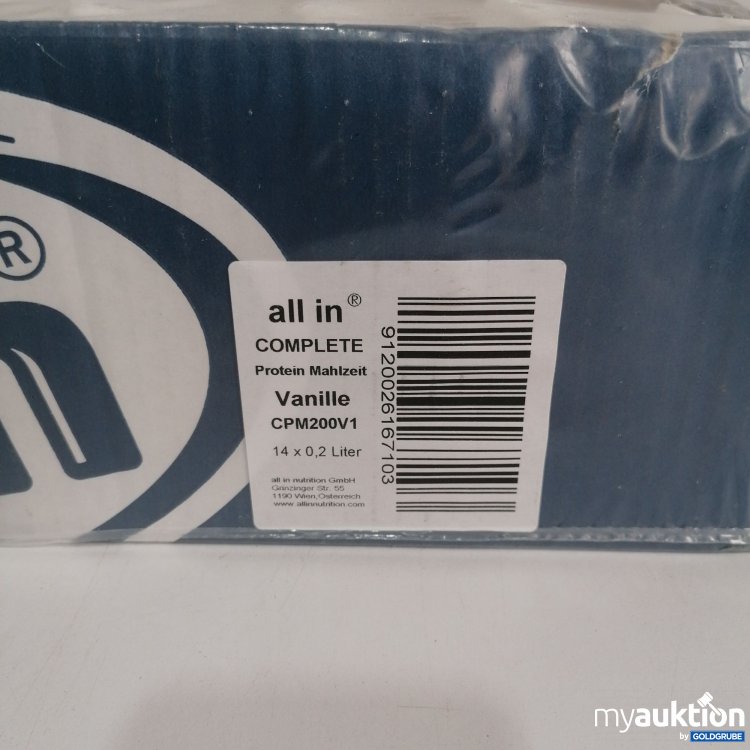 ®
n
all in®
COMPLETE
Protein Mahlzeit
Vanille
CPM200V1
14 x 0,2 Liter
all in nutrition GmbH
Grinzinger Str. 55
1190 Wien,Österreich
www.allinnutrition.com
9120026167103
myauktion
by GOLDGRUBE